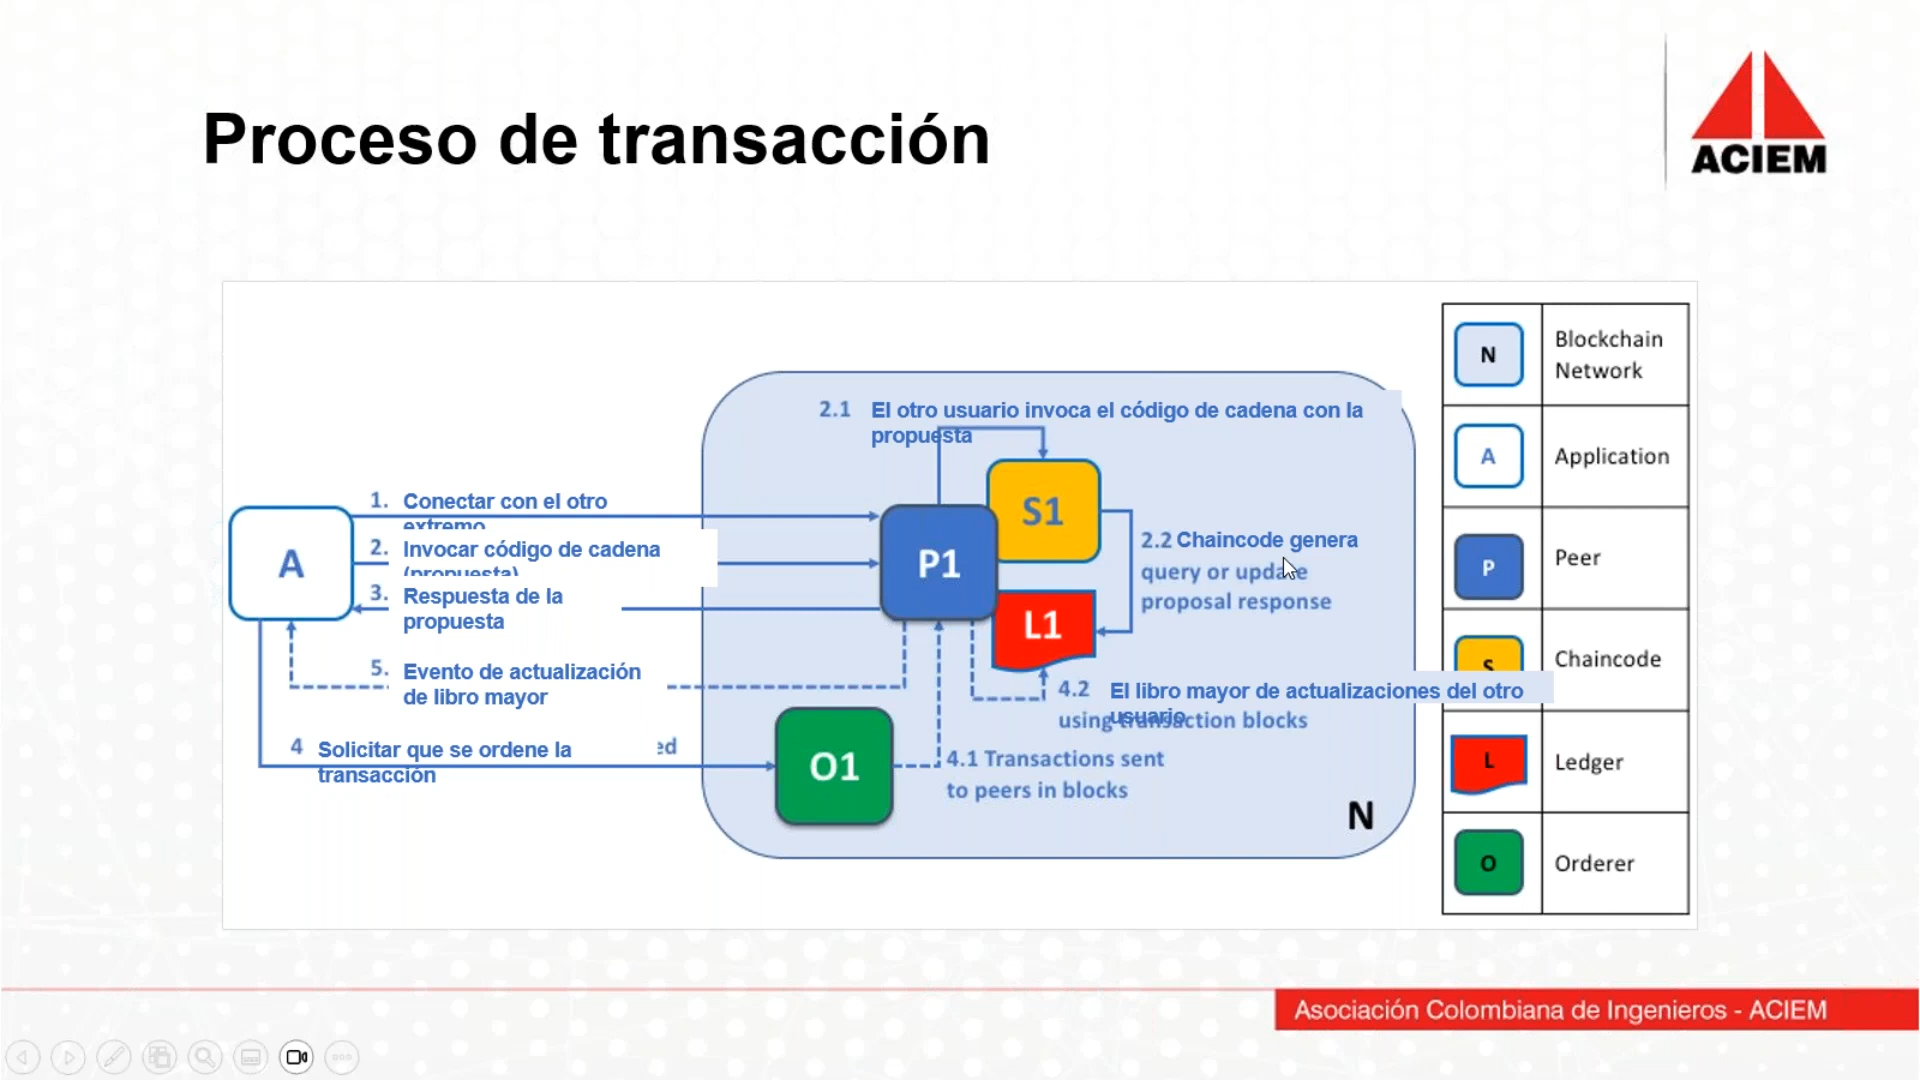 Proceso de transacción
ACIEM
2.1 El otro usuario invoca el código de cadena con la
propuesta
1. Conectar con el otro
extremo
2. Invocar código de cadena
(propuesta)
3. Respuesta de la
propuesta
5. Evento de actualización
de libro mayor
4 Solicitar que se ordene la ed
transacción
A
P1
S1
L1
O1
2.2 Chaincode genera
query or update
proposal response
4.2 El libro mayor de actualizaciones del otro
usuario
using transaction blocks
4.1 Transactions sent
to peers in blocks
N
N Blockchain
Network
A Application
P Peer
S Chaincode
L Ledger
O Orderer
Asociación Colombiana de Ingenieros - ACIEM